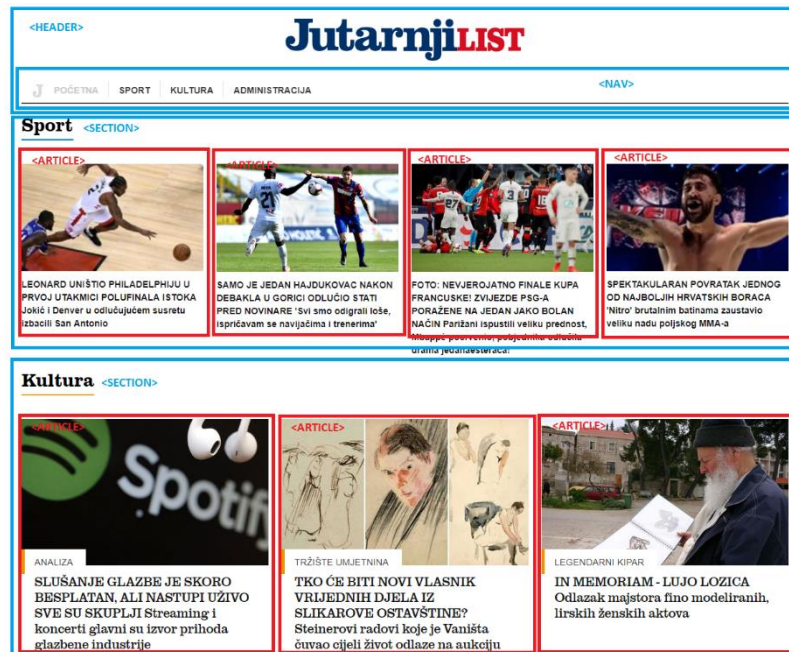 <HEADER>
JutarnjiLIST
J POČETNA SPORT KULTURA ADMINISTRACIJA <NAV>
Sport <SECTION>
<ARTICLE> <ARTICLE> <ARTICLE> <ARTICLE>
LEONARD UNIŠTIO PHILADELPHIJU U
PRVOJ UTAKMICI POLUFINALA ISTOKA
Jokić i Denver u odlučujućem susretu
izbacili San Antonio
SAMO JE JEDAN HAJDUKOVAC NAKON
DEBAKLA U GORICI ODLUČIO STATI
PRED NOVINARE 'Svi smo odigrali loše,
ispričavam se navijačima i trenerima'
FOTO: NEVJEROJATNO FINALE KUPA
FRANCUSKE! ZVIJEZDE PSG-A
PORAŽENE NA JEDAN JAKO BOLAN
NAČIN Parižani ispustili veliku prednost,
Mbappé pocrvenio, pobjednika odlučila
drama jedanaesteraca!
SPEKTAKULARAN POVRATAK JEDNOG
OD NAJBOLJIH HRVATSKIH BORACA
'Nitro' brutalnim batinama zaustavio
veliku nadu poljskog MMA-a
Kultura <SECTION>
<ARTICLE> <ARTICLE> <ARTICLE>
Spotify
ANALIZA
SLUŠANJE GLAZBE JE SKORO
BESPLATAN, ALI NASTUPI UŽIVO
SVE SU SKUPLJI Streaming i
koncerti glavni su izvor prihoda
glazbene industrije
TRŽIŠTE UMJETNINA
TKO ĆE BITI NOVI VLASNIK
VRIJEDNIH DJELA IZ
SLIKAROVE OSTAVŠTINE?
Steinerovi radovi koje je Vaništa
čuvao cijeli život odlaze na aukciju
LEGENDARNI KIPAR
IN MEMORIAM - LUJO LOZICA
Odlazak majstora fino modeliranih,
lirskih ženskih aktova